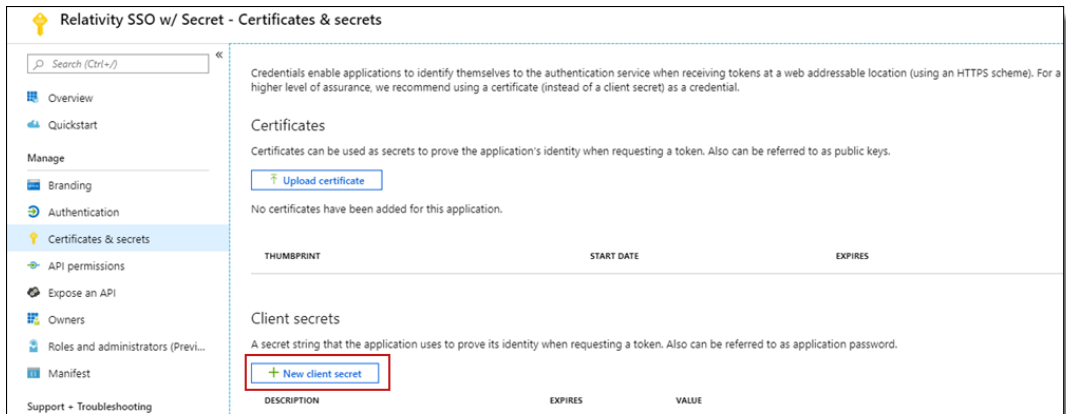 Relativity SSO w/ Secret - Certificates & secrets
Search (Ctrl+/)
«
Overview
Quickstart
Manage
Branding
Authentication
Certificates & secrets
API permissions
Expose an API
Owners
Roles and administrators (Previ...
Manifest
Support + Troubleshooting
Credentials enable applications to identify themselves to the authentication service when receiving tokens at a web addressable location (using an HTTPS scheme). For a
higher level of assurance, we recommend using a certificate (instead of a client secret) as a credential.
Certificates
Certificates can be used as secrets to prove the application's identity when requesting a token. Also can be referred to as public keys.
Upload certificate
No certificates have been added for this application.
THUMBPRINT START DATE EXPIRES
Client secrets
A secret string that the application uses to prove its identity when requesting a token. Also can be referred to as application password.
New client secret
DESCRIPTION EXPIRES VALUE